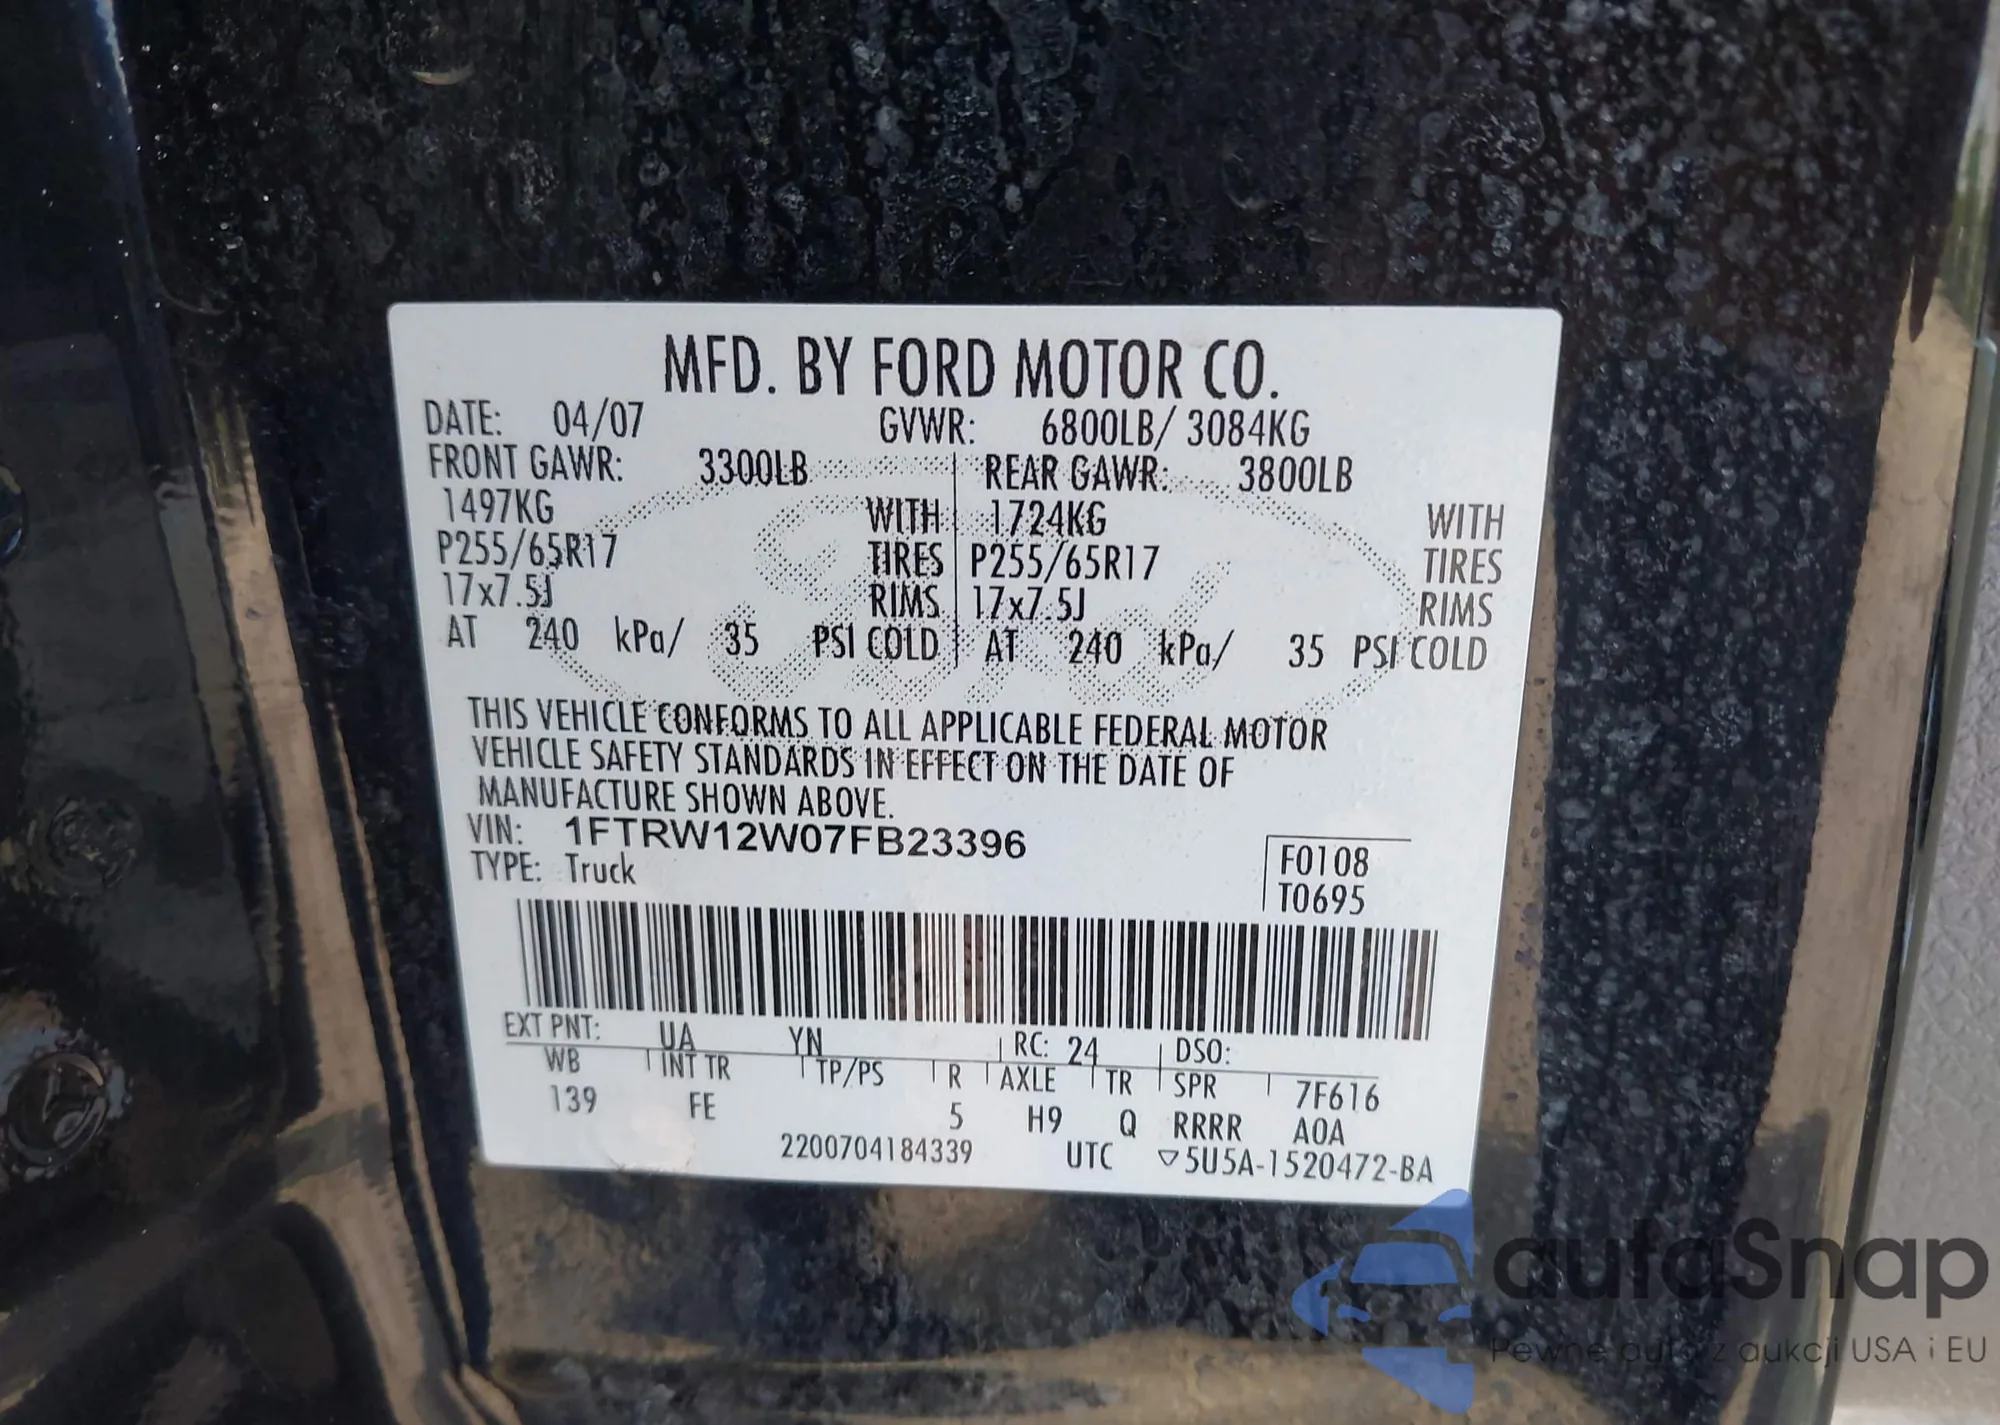 MFD. BY FORD MOTOR CO.
DATE: 04/07 GVWR: 6800LB/ 3084KG
FRONT GAWR: 3300LB REAR GAWR: 3800LB
1497KG WITH 1724KG WITH
P255/65R17 TIRES P255/65R17 TIRES
17x7.5J RIMS 17x7.5J RIMS
AT 240 kPa/ 35 PSI COLD AT 240 kPa/ 35 PSI COLD
THIS VEHICLE CONFORMS TO ALL APPLICABLE FEDERAL MOTOR
VEHICLE SAFETY STANDARDS IN EFFECT ON THE DATE OF
MANUFACTURE SHOWN ABOVE.
VIN: 1FTRW12W07FB23396
TYPE: Truck
F0108
T0695
EXT PNT: UA YN RC: 24 DSO:
WB INT TR TP/PS R AXLE TR SPR 7F616
139 FE 5 H9 Q RRRR A0A
2200704184339 UTC ▽5U5A-1520472-BA
autaSnap
Pewne auto z aukcji USA i EU